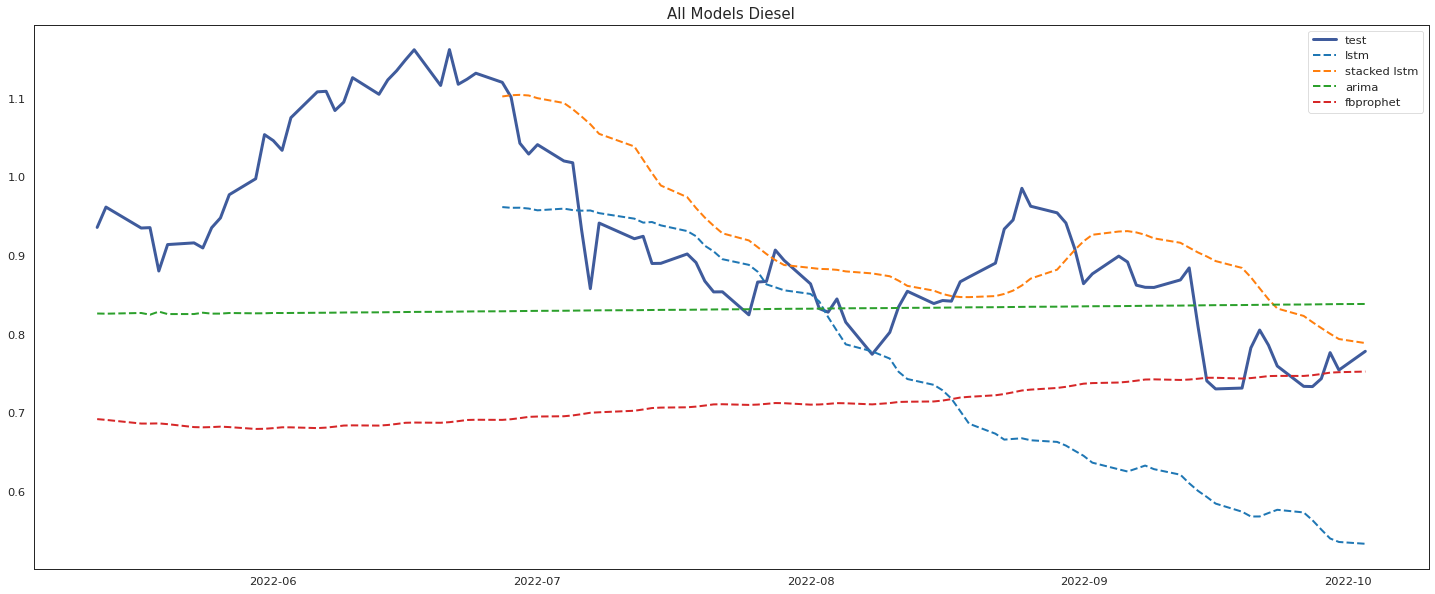 All Models Diesel
test
lstm
stacked lstm
arima
fbprophet
1.1
1.0
0.9
0.8
0.7
0.6
2022-06
2022-07
2022-08
2022-09
2022-10